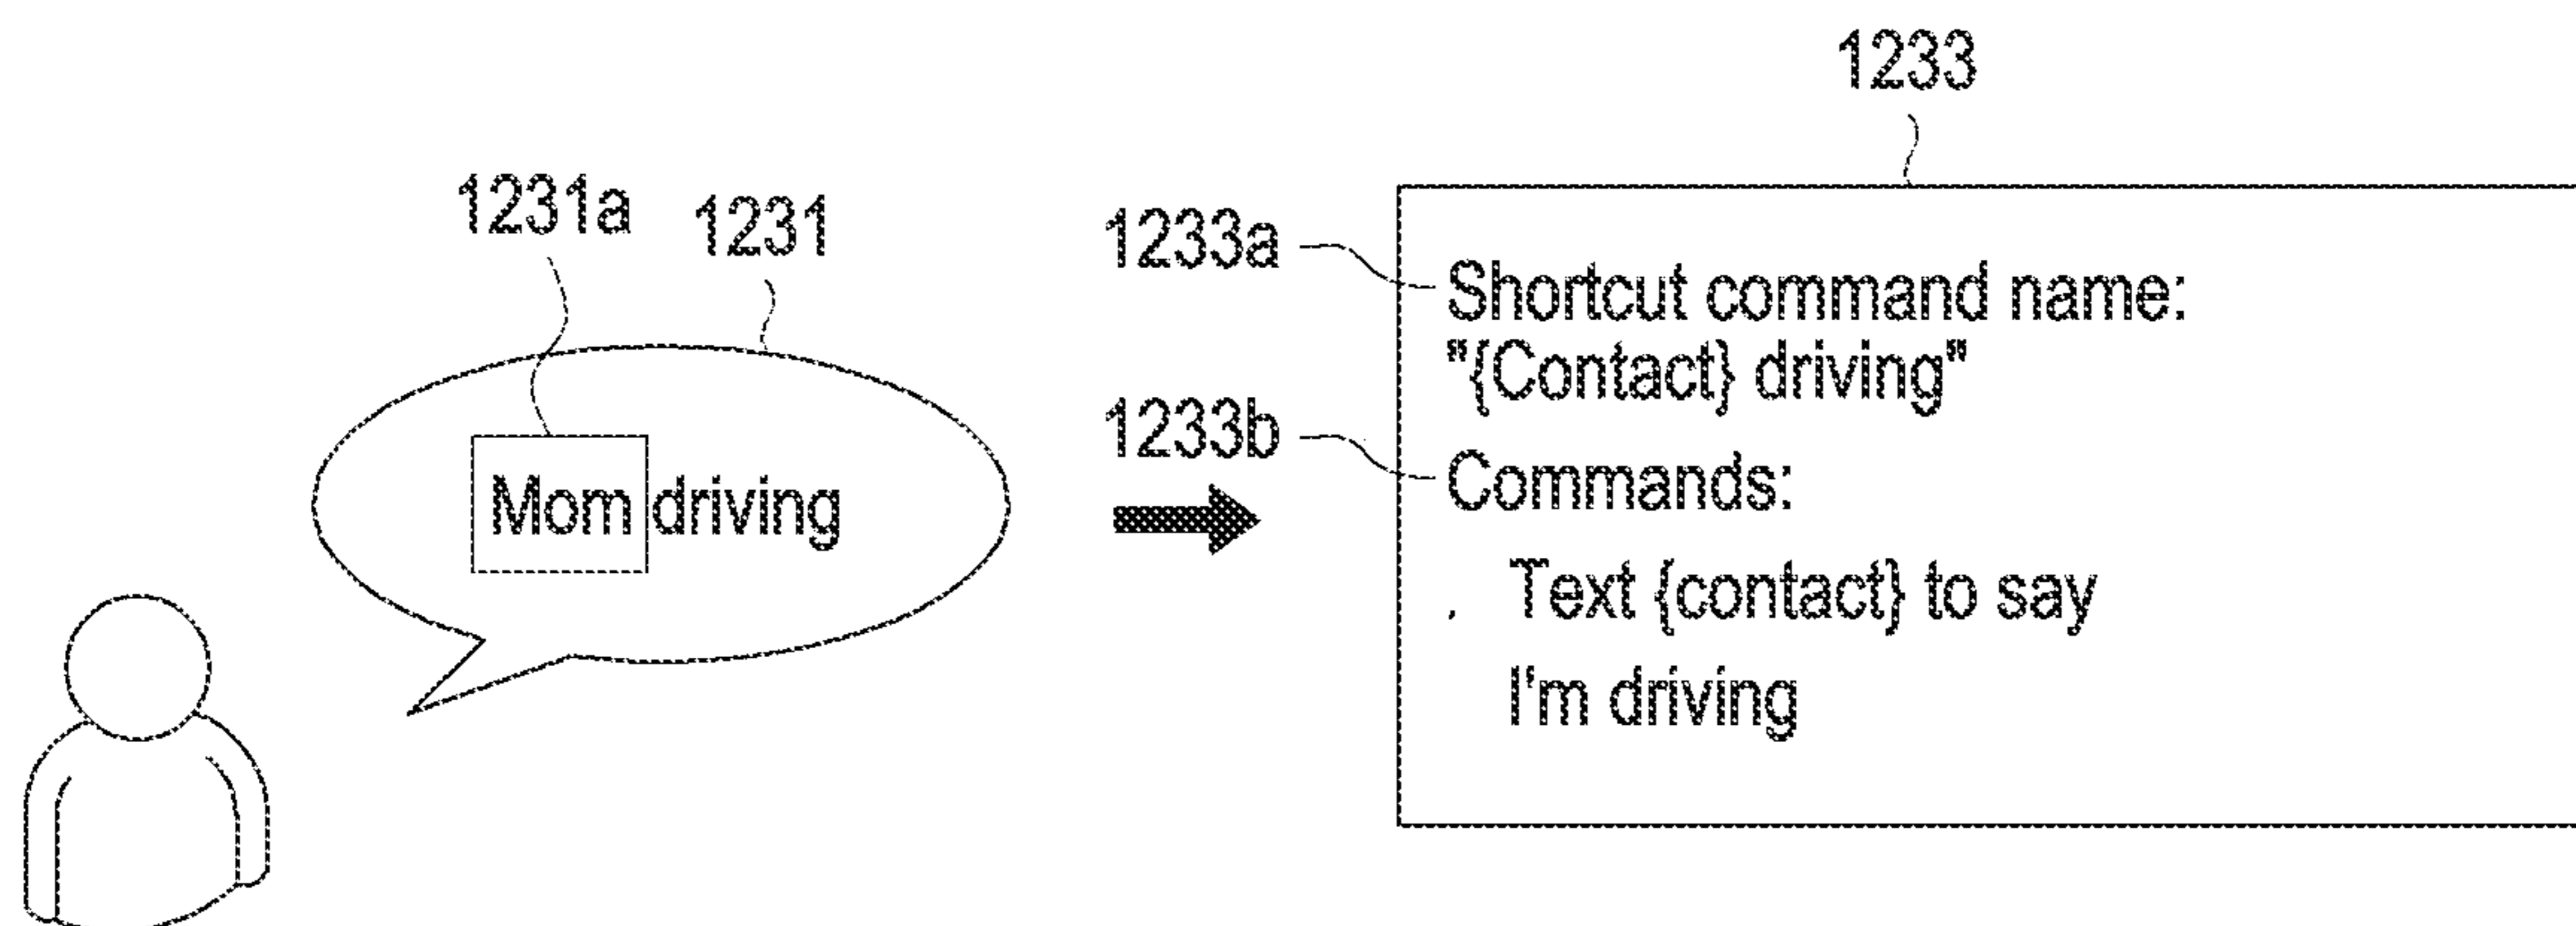 1233
1231a
1231
1233a
Shortcut command name:
"{Contact} driving"
1233b
Commands:
Mom driving
. Text {contact} to say
I'm driving